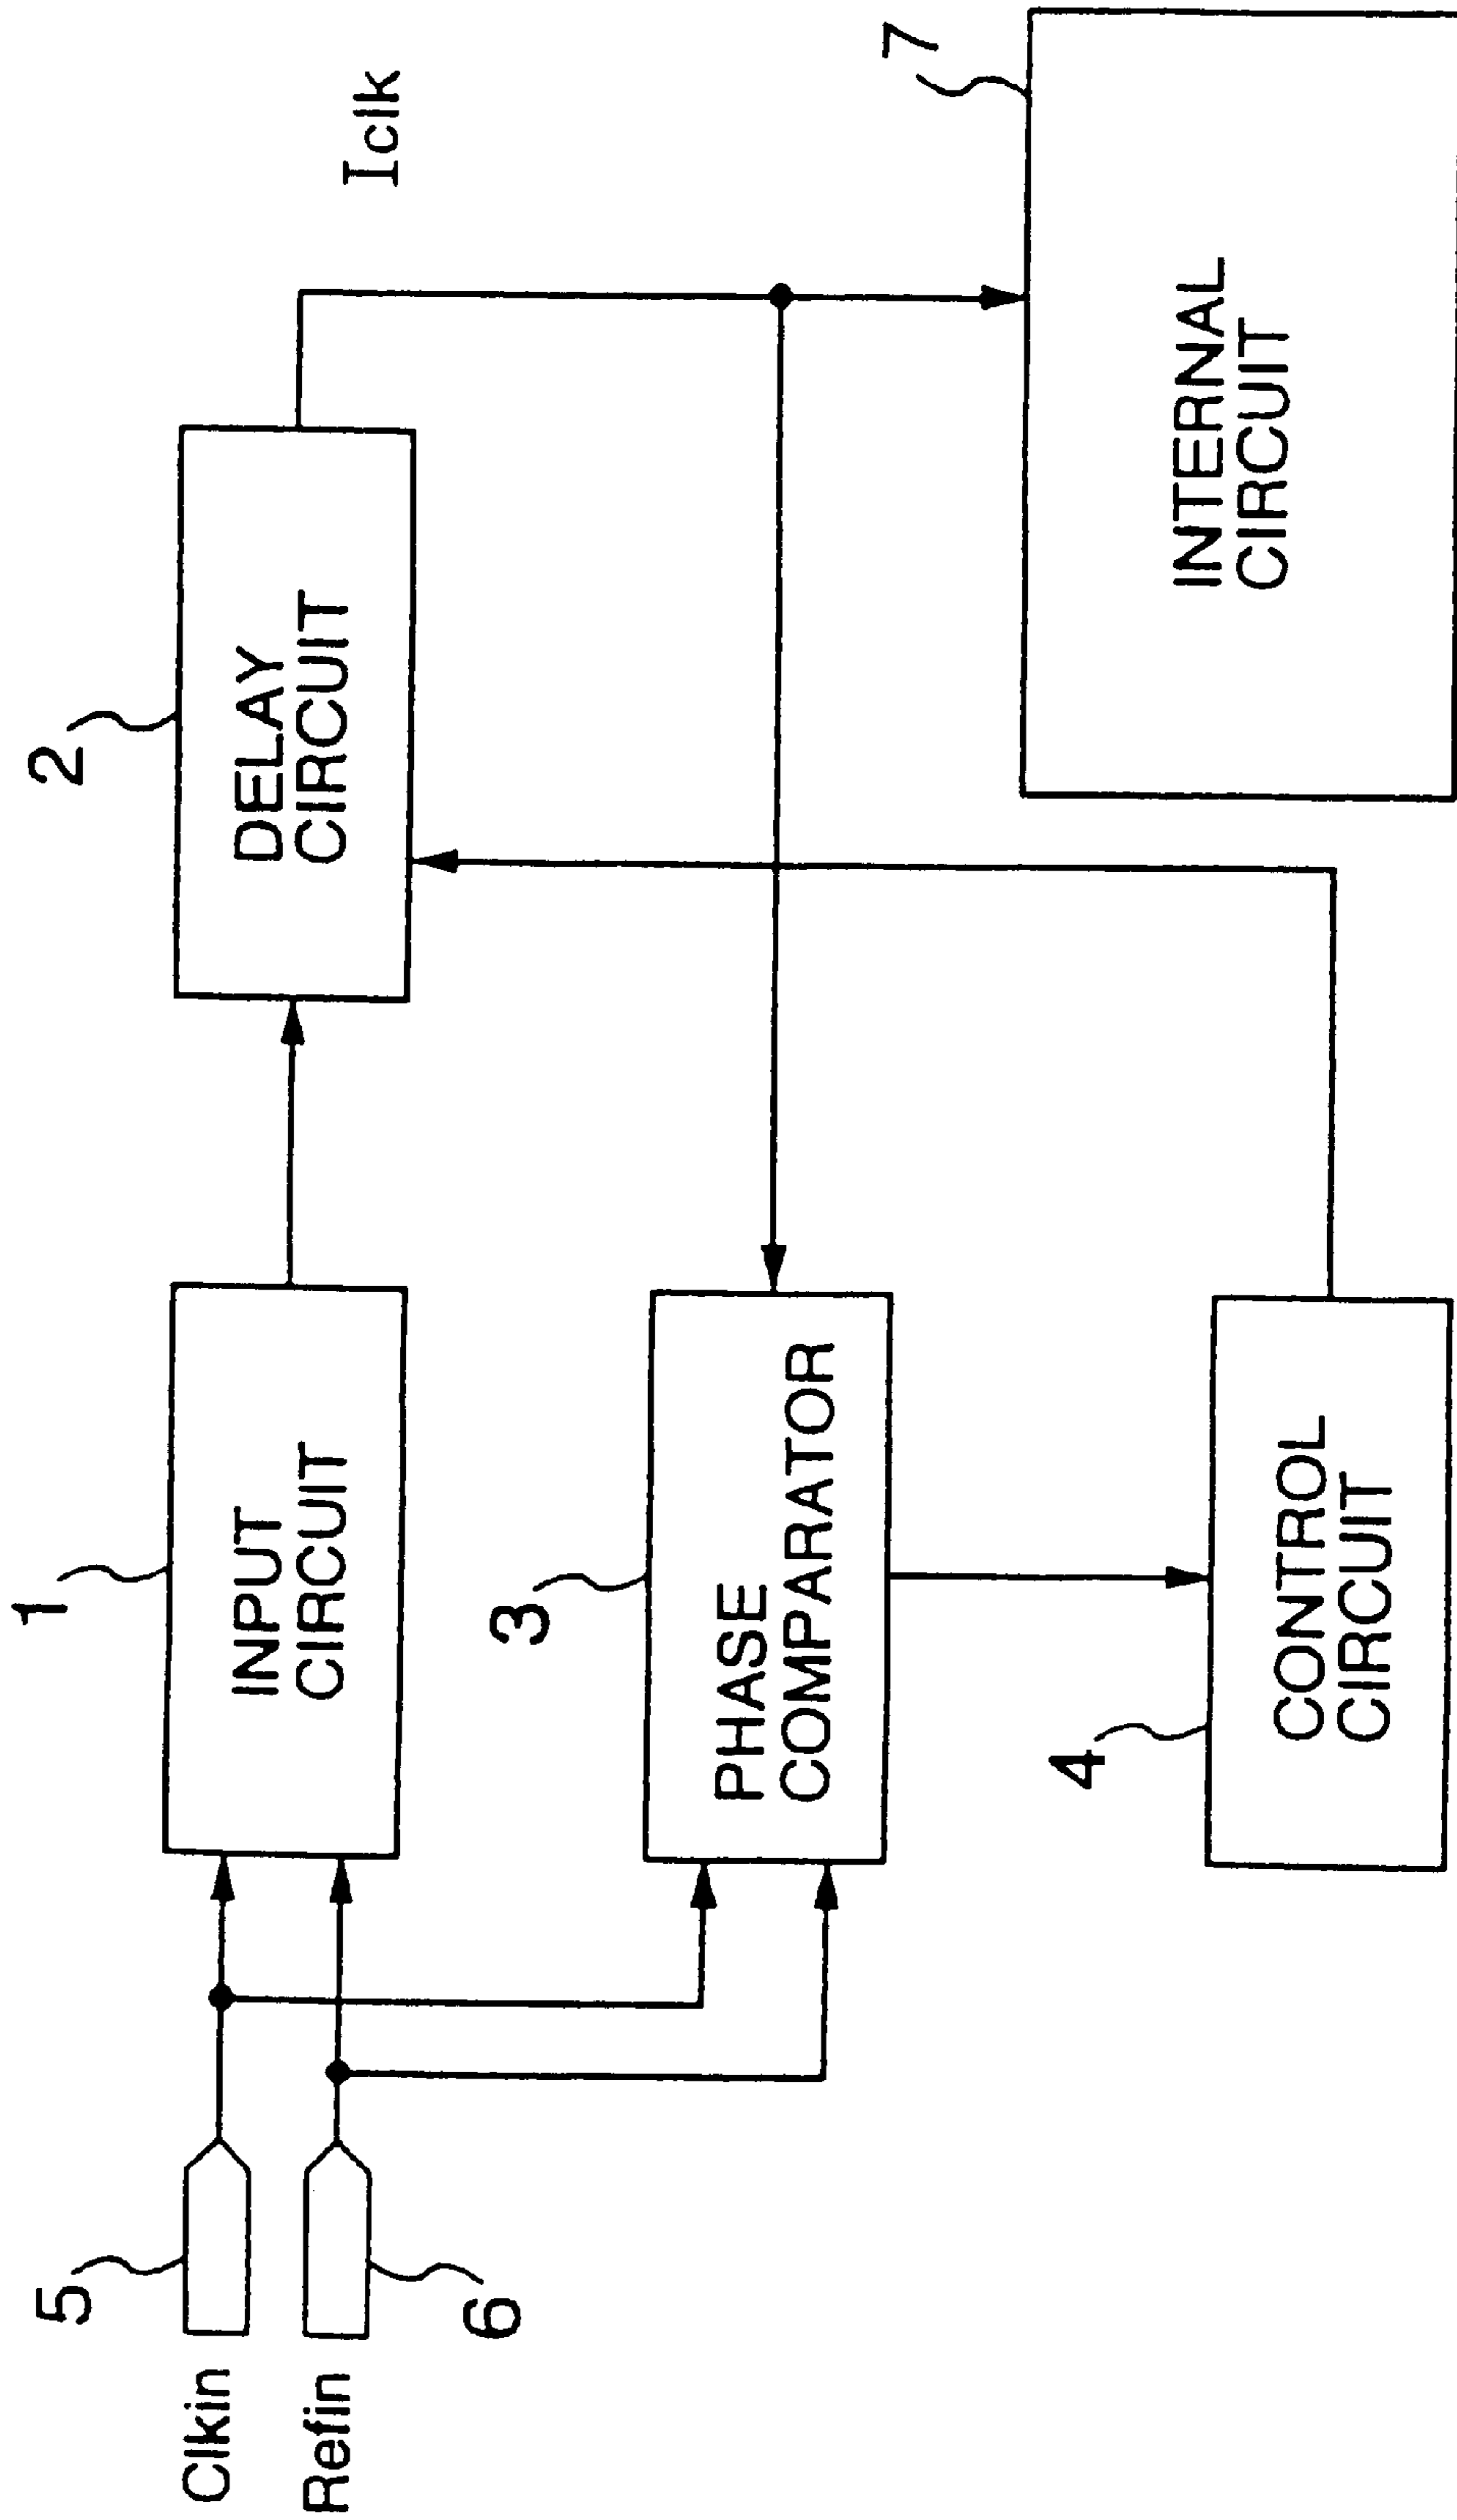 1
INPUT
CIRCUIT
2
DELAY
CIRCUIT
Iclk
5
Clkin
Refin
6
3
PHASE
COMPARATOR
7
INTERNAL
CIRCUIT
4
CONTROL
CIRCUIT